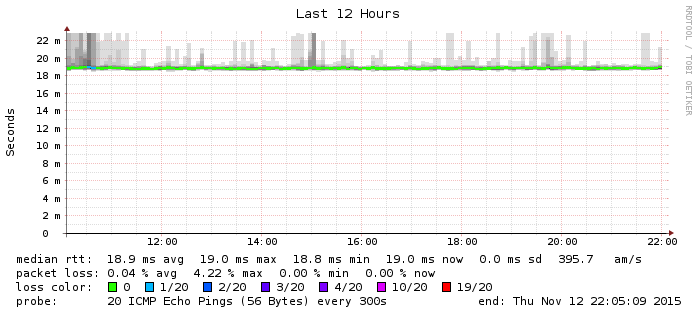 Last 12 Hours
RRDTOOL / TOBI OETIKER
Seconds
22 m
20 m
18 m
16 m
14 m
12 m
10 m
8 m
6 m
4 m
2 m
0
12:00 14:00 16:00 18:00 20:00 22:00
median rtt: 18.9 ms avg 19.0 ms max 18.8 ms min 19.0 ms now 0.0 ms sd 395.7 am/s
packet loss: 0.04 % avg 4.22 % max 0.00 % min 0.00 % now
loss color: 0 1/20 2/20 3/20 4/20 10/20 19/20
probe: 20 ICMP Echo Pings (56 Bytes) every 300s end: Thu Nov 12 22:05:09 2015